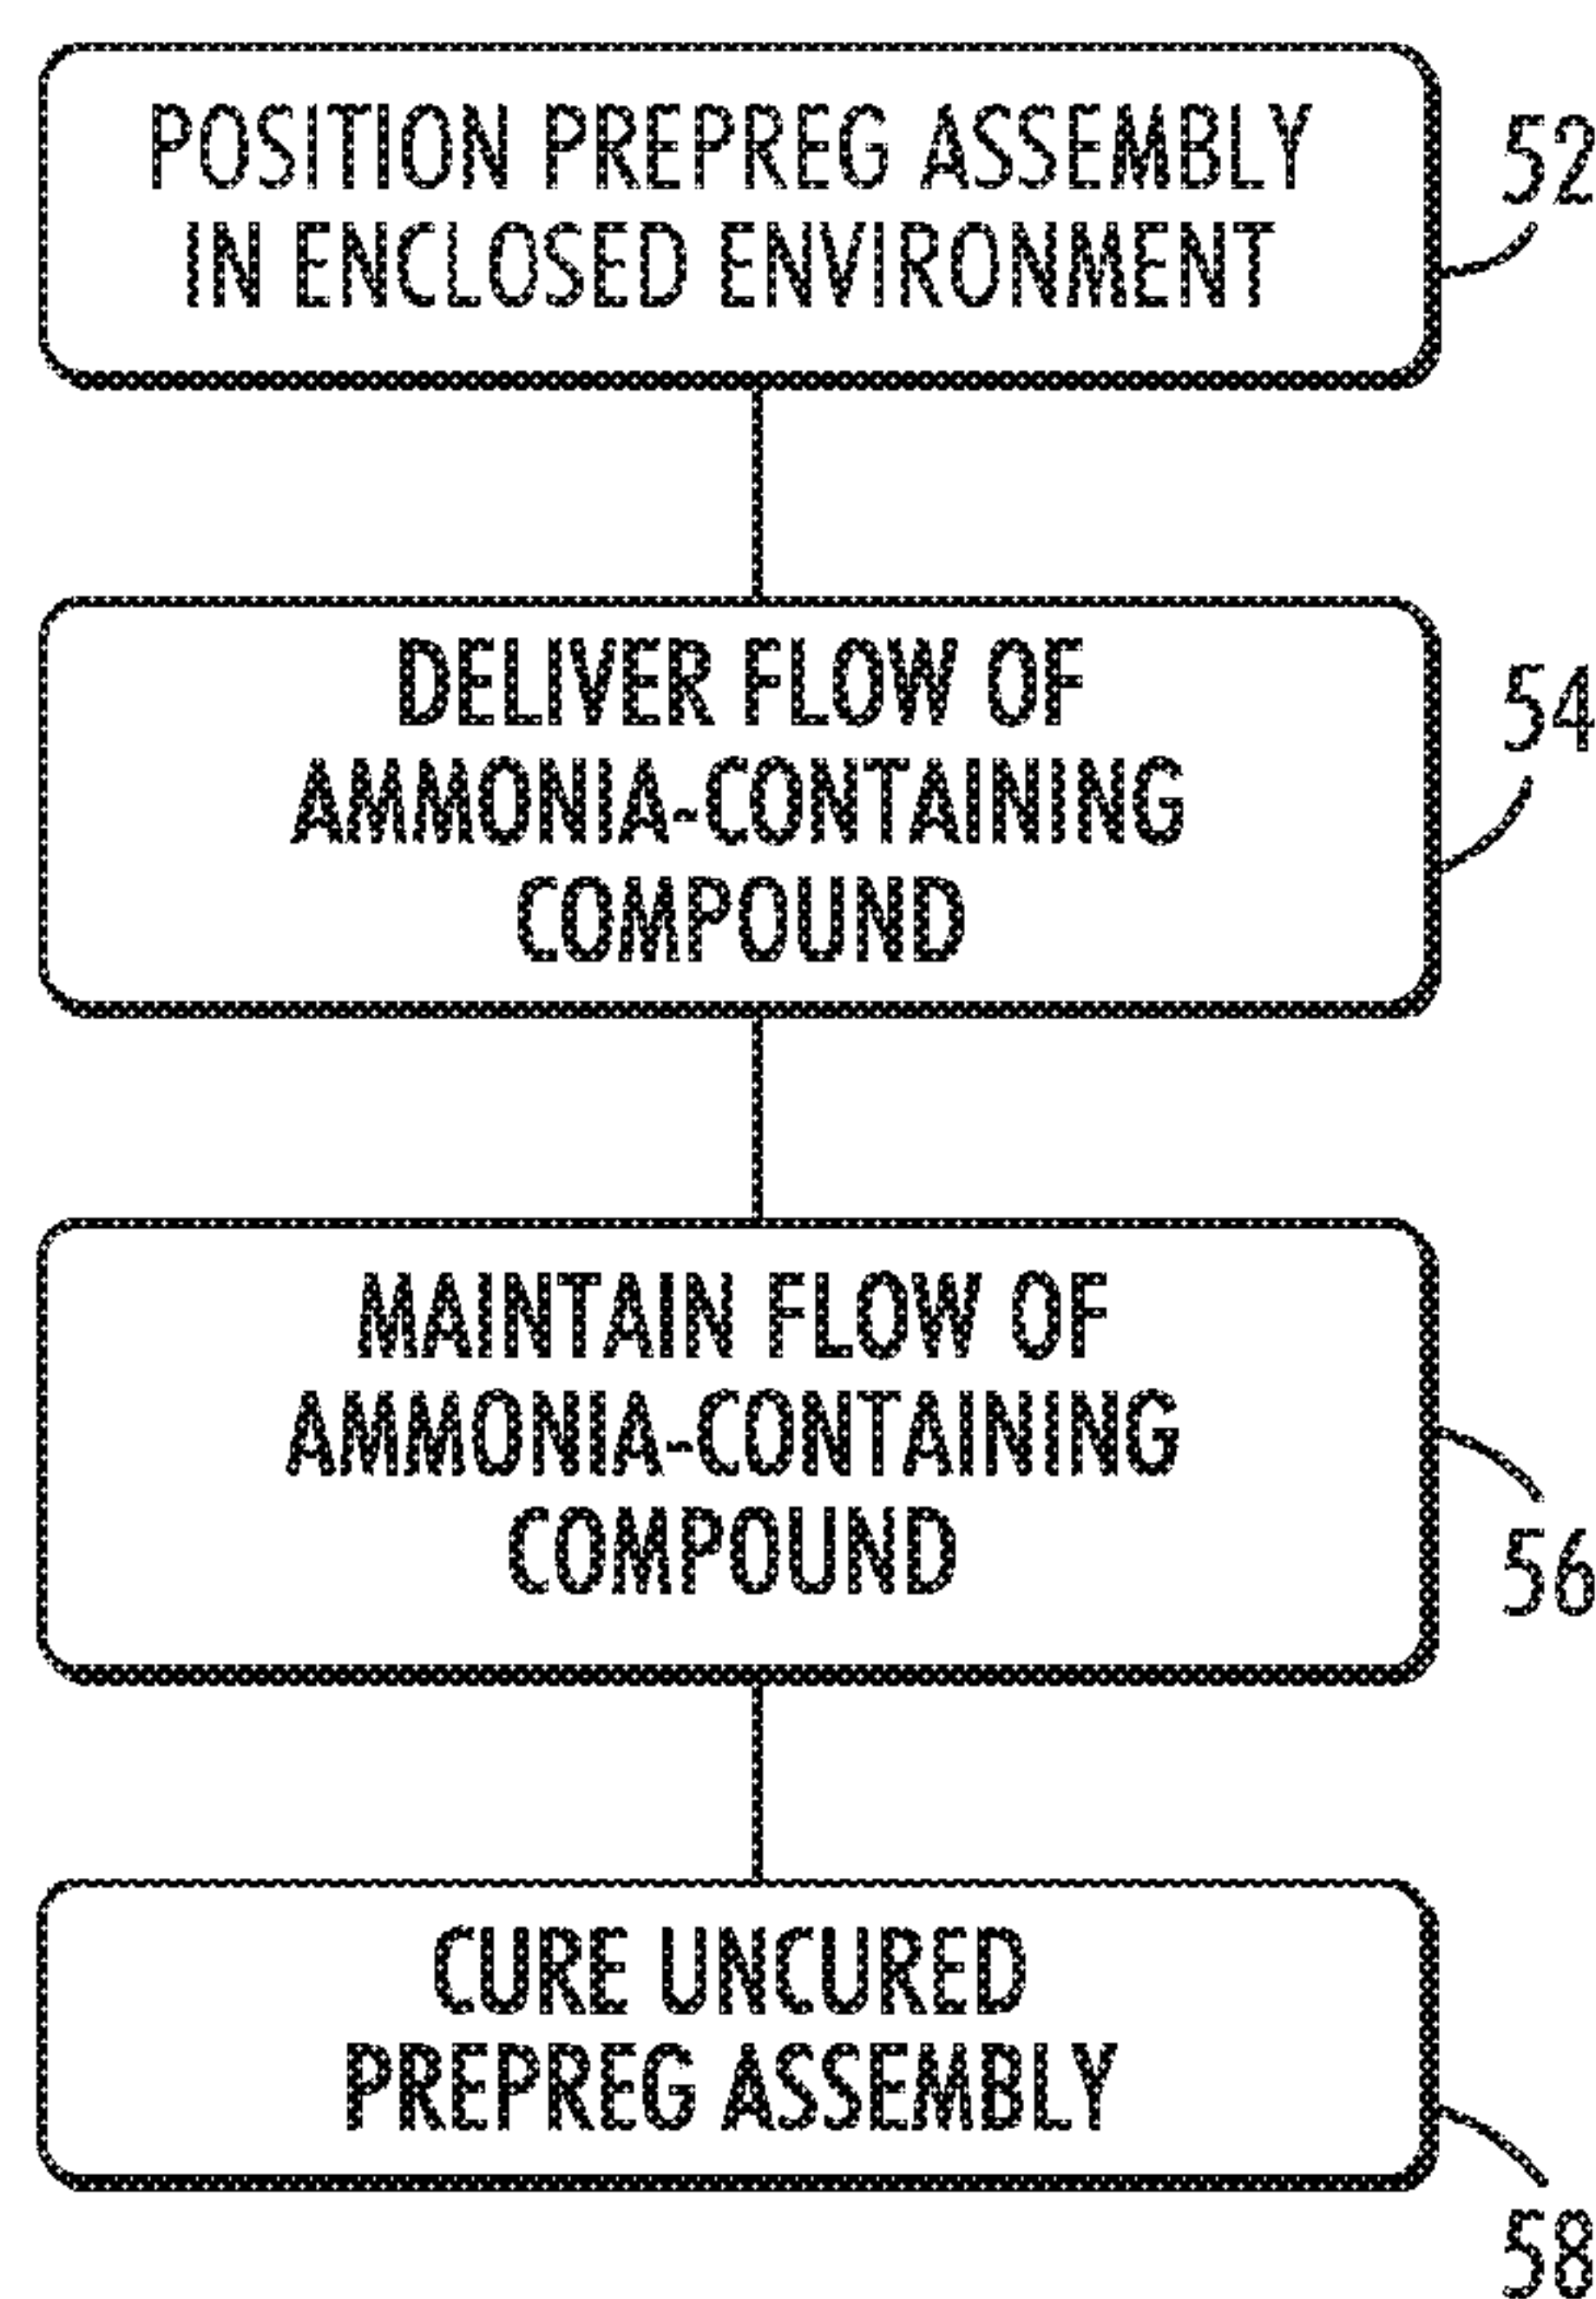 POSITION PREPREG ASSEMBLY
IN ENCLOSED ENVIRONMENT
52
DELIVER FLOW OF
AMMONIA-CONTAINING
COMPOUND
54
MAINTAIN FLOW OF
AMMONIA-CONTAINING
COMPOUND
56
CURE UNCURED
PREPREG ASSEMBLY
58